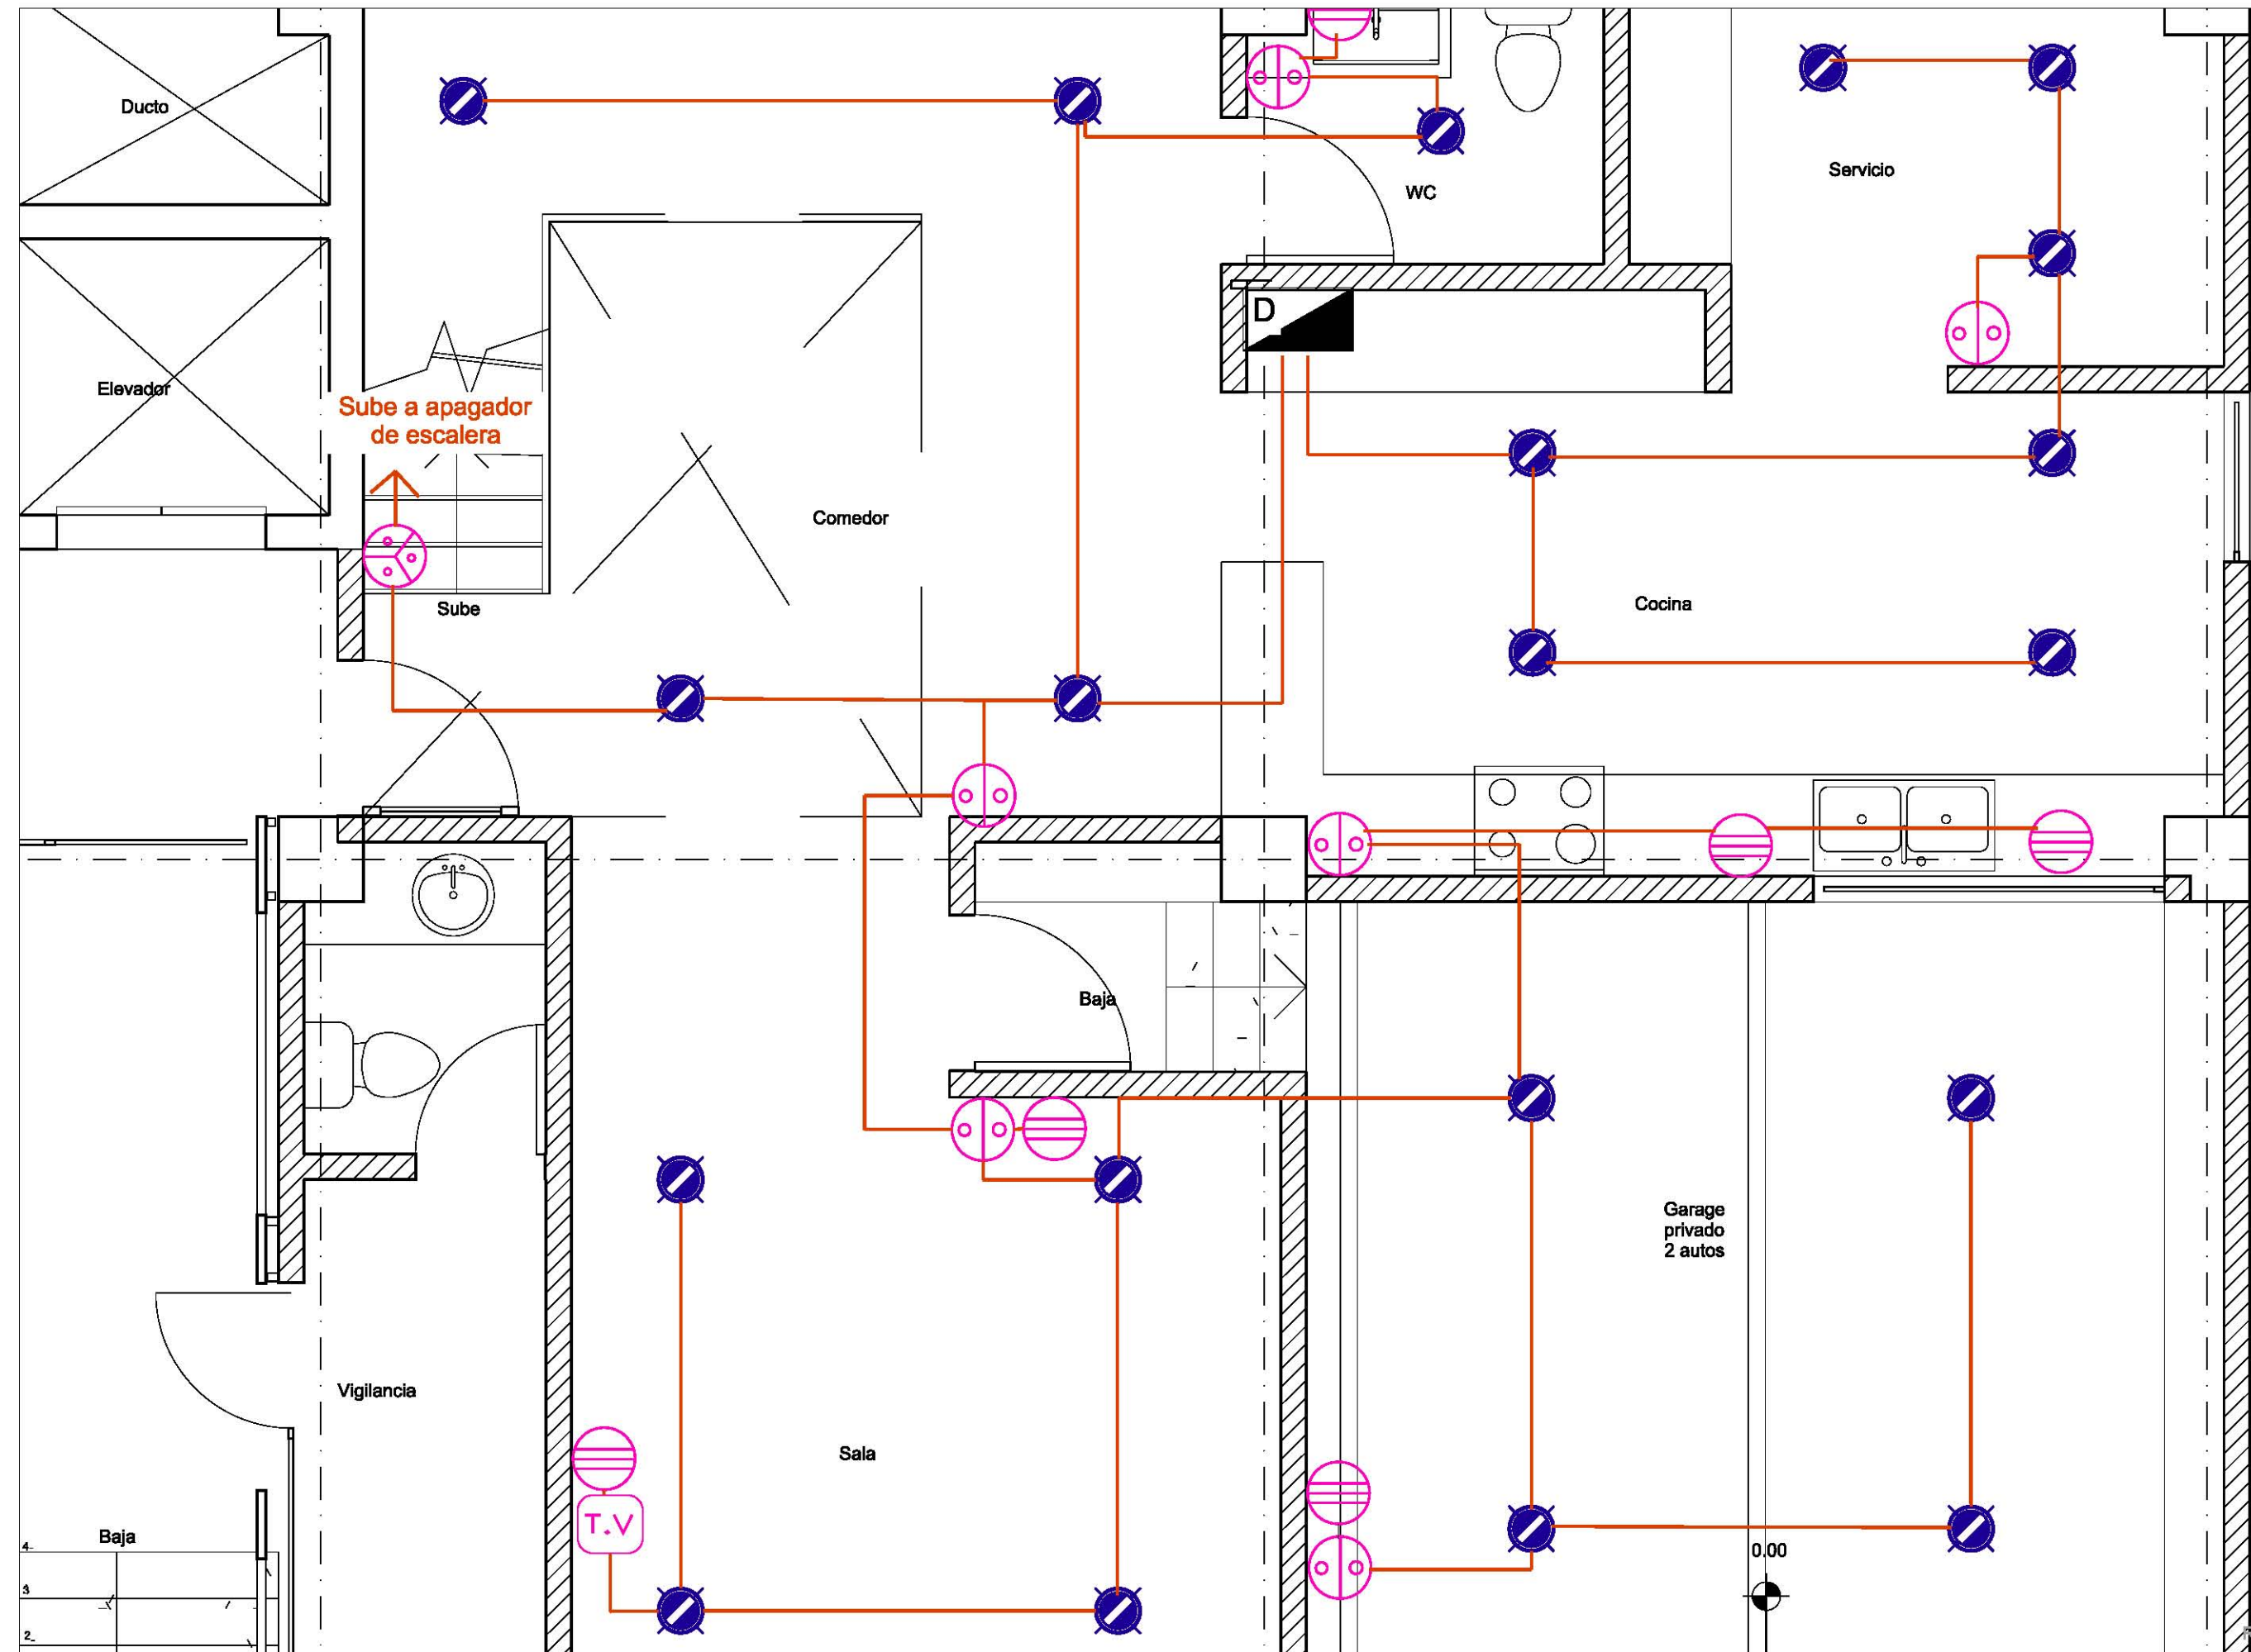 Ducto
Servicio
WC
D
Elevador
Sube a apagador
de escalera
Comedor
Cocina
Sube
Baja
Garage
privado
2 autos
Vigilancia
Sala
T.V
Baja
0.00
4-
3
2-